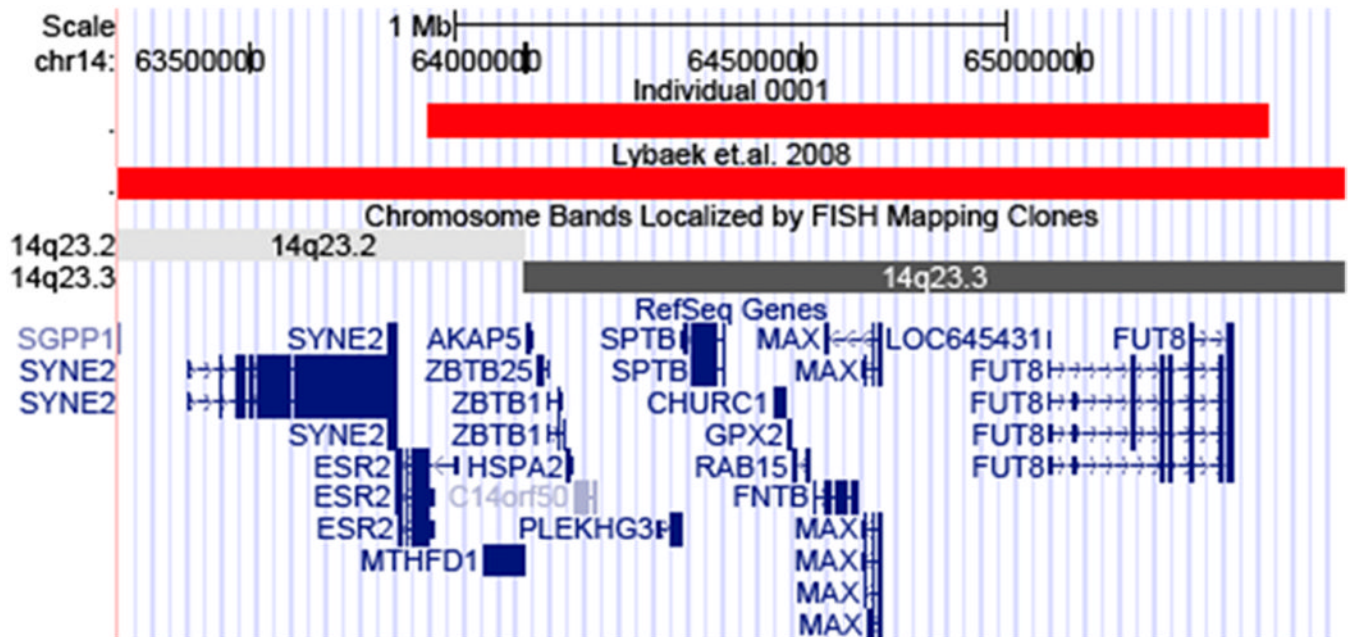 Scale 1 Mb
chr14: 63500000 64000000 64500000 65000000
Individual 0001
.
Lybaek et.al. 2008
.
Chromosome Bands Localized by FISH Mapping Clones
14q23.2 14q23.2
14q23.3 14q23.3
RefSeq Genes
SGPP1 SYNE2 AKAP5 SPTB MAX LOC645431 FUT8
SYNE2 ZBTB25 SPTB MAX FUT8
SYNE2 ZBTB1 CHURC1 FUT8
SYNE2 ZBTB1 GPX2 FUT8
ESR2 HSPA2 RAB15 FUT8
ESR2 C14orf50 FNTB
ESR2 PLEKHG3 MAX
MTHFD1 MAX
MAX
MAX